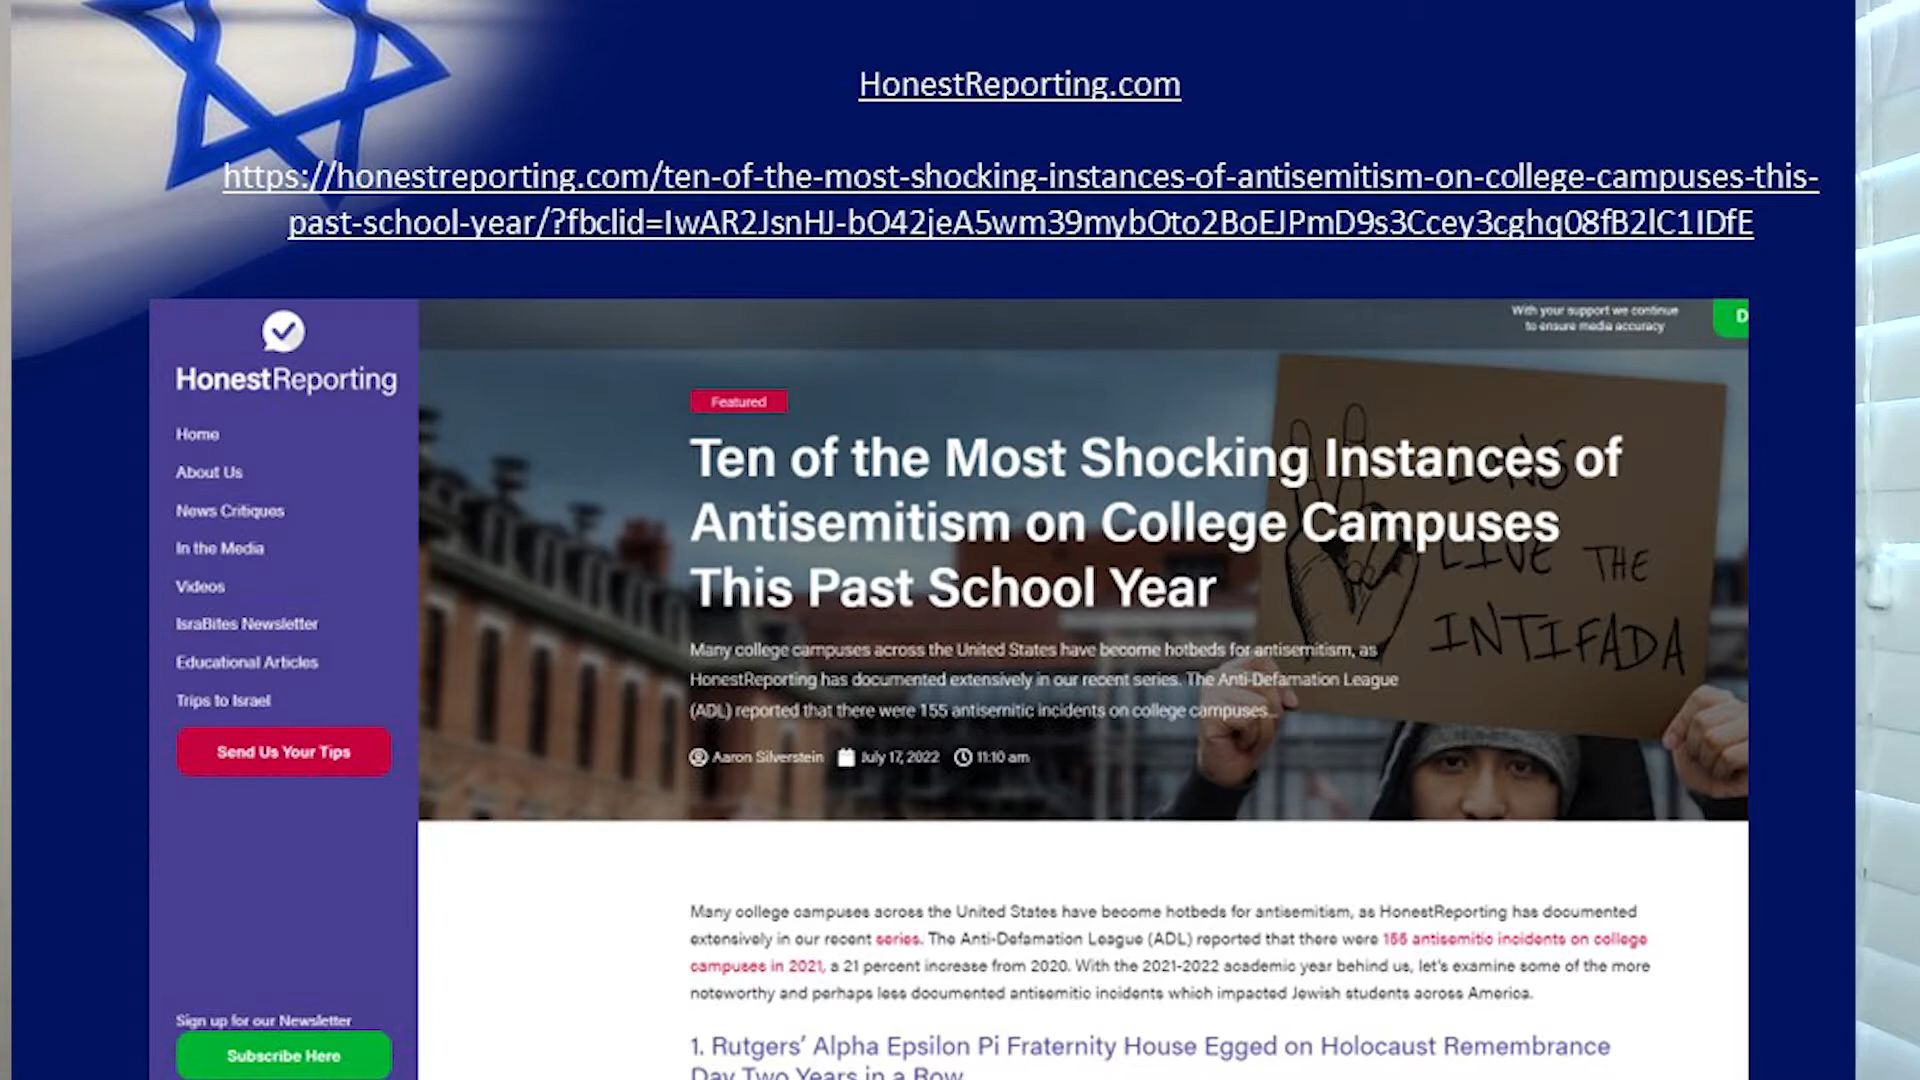 HonestReporting.com
https://honestreporting.com/ten-of-the-most-shocking-instances-of-antisemitism-on-college-campuses-this-
past-school-year/?fbclid=IwAR2JsnHJ-bO42jeA5wm39mybOto2BoEJPmD9s3Ccey3cghq08fB2lC1IDfE
HonestReporting
Home
About Us
News Critiques
In the Media
Videos
IsraBites Newsletter
Educational Articles
Trips to Israel
Send Us Your Tips
Sign up for our Newsletter
Subscribe Here
With your support we continue
to ensure media accuracy
D
Featured
Ten of the Most Shocking Instances of
Antisemitism on College Campuses
This Past School Year
Many college campuses across the United States have become hotbeds for antisemitism, as
HonestReporting has documented extensively in our recent series. The Anti-Defamation League
(ADL) reported that there were 155 antisemitic incidents on college campuses...
Aaron Silverstein July 17, 2022 11:10 am
LONG
LIVE THE
INTIFADA
Many college campuses across the United States have become hotbeds for antisemitism, as HonestReporting has documented
extensively in our recent series. The Anti-Defamation League (ADL) reported that there were 155 antisemitic incidents on college
campuses in 2021, a 21 percent increase from 2020. With the 2021-2022 academic year behind us, let's examine some of the more
noteworthy and perhaps less documented antisemitic incidents which impacted Jewish students across America.
1. Rutgers' Alpha Epsilon Pi Fraternity House Egged on Holocaust Remembrance
Day Two Years in a Row